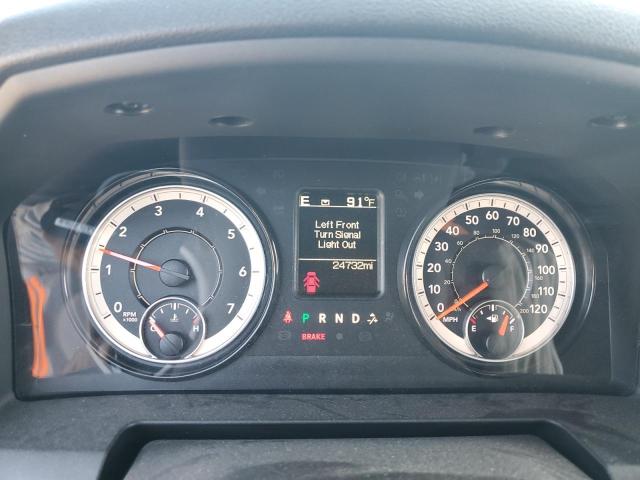 E 91°F
Left Front
Turn Signal
Light Out
24732mi
0 1 2 3 4 5 6 7
RPM
x1000
C H
P R N D
BRAKE
0 10 20 30 40 50 60 70 80 90 100 110 120
MPH
E F